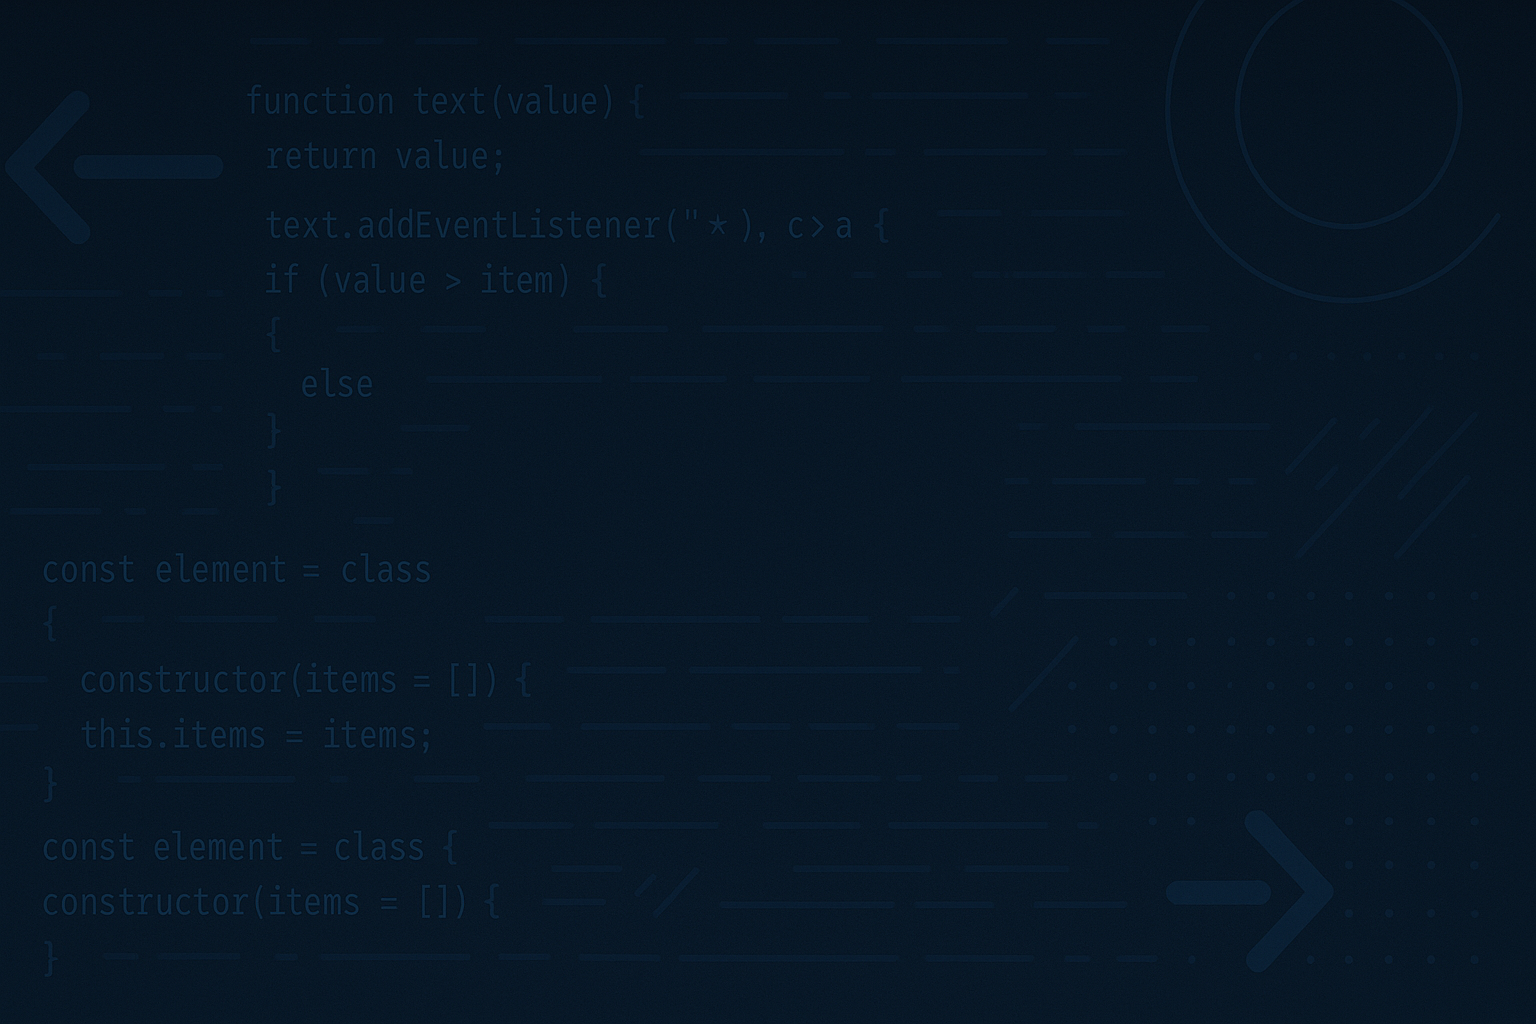 function text(value) {
return value;
text.addEventListener("*), c>a {
if (value > item) {
{
else
}
}
const element = class
{
constructor(items = []) {
this.items = items;
}
const element = class {
constructor(items = []) {
}